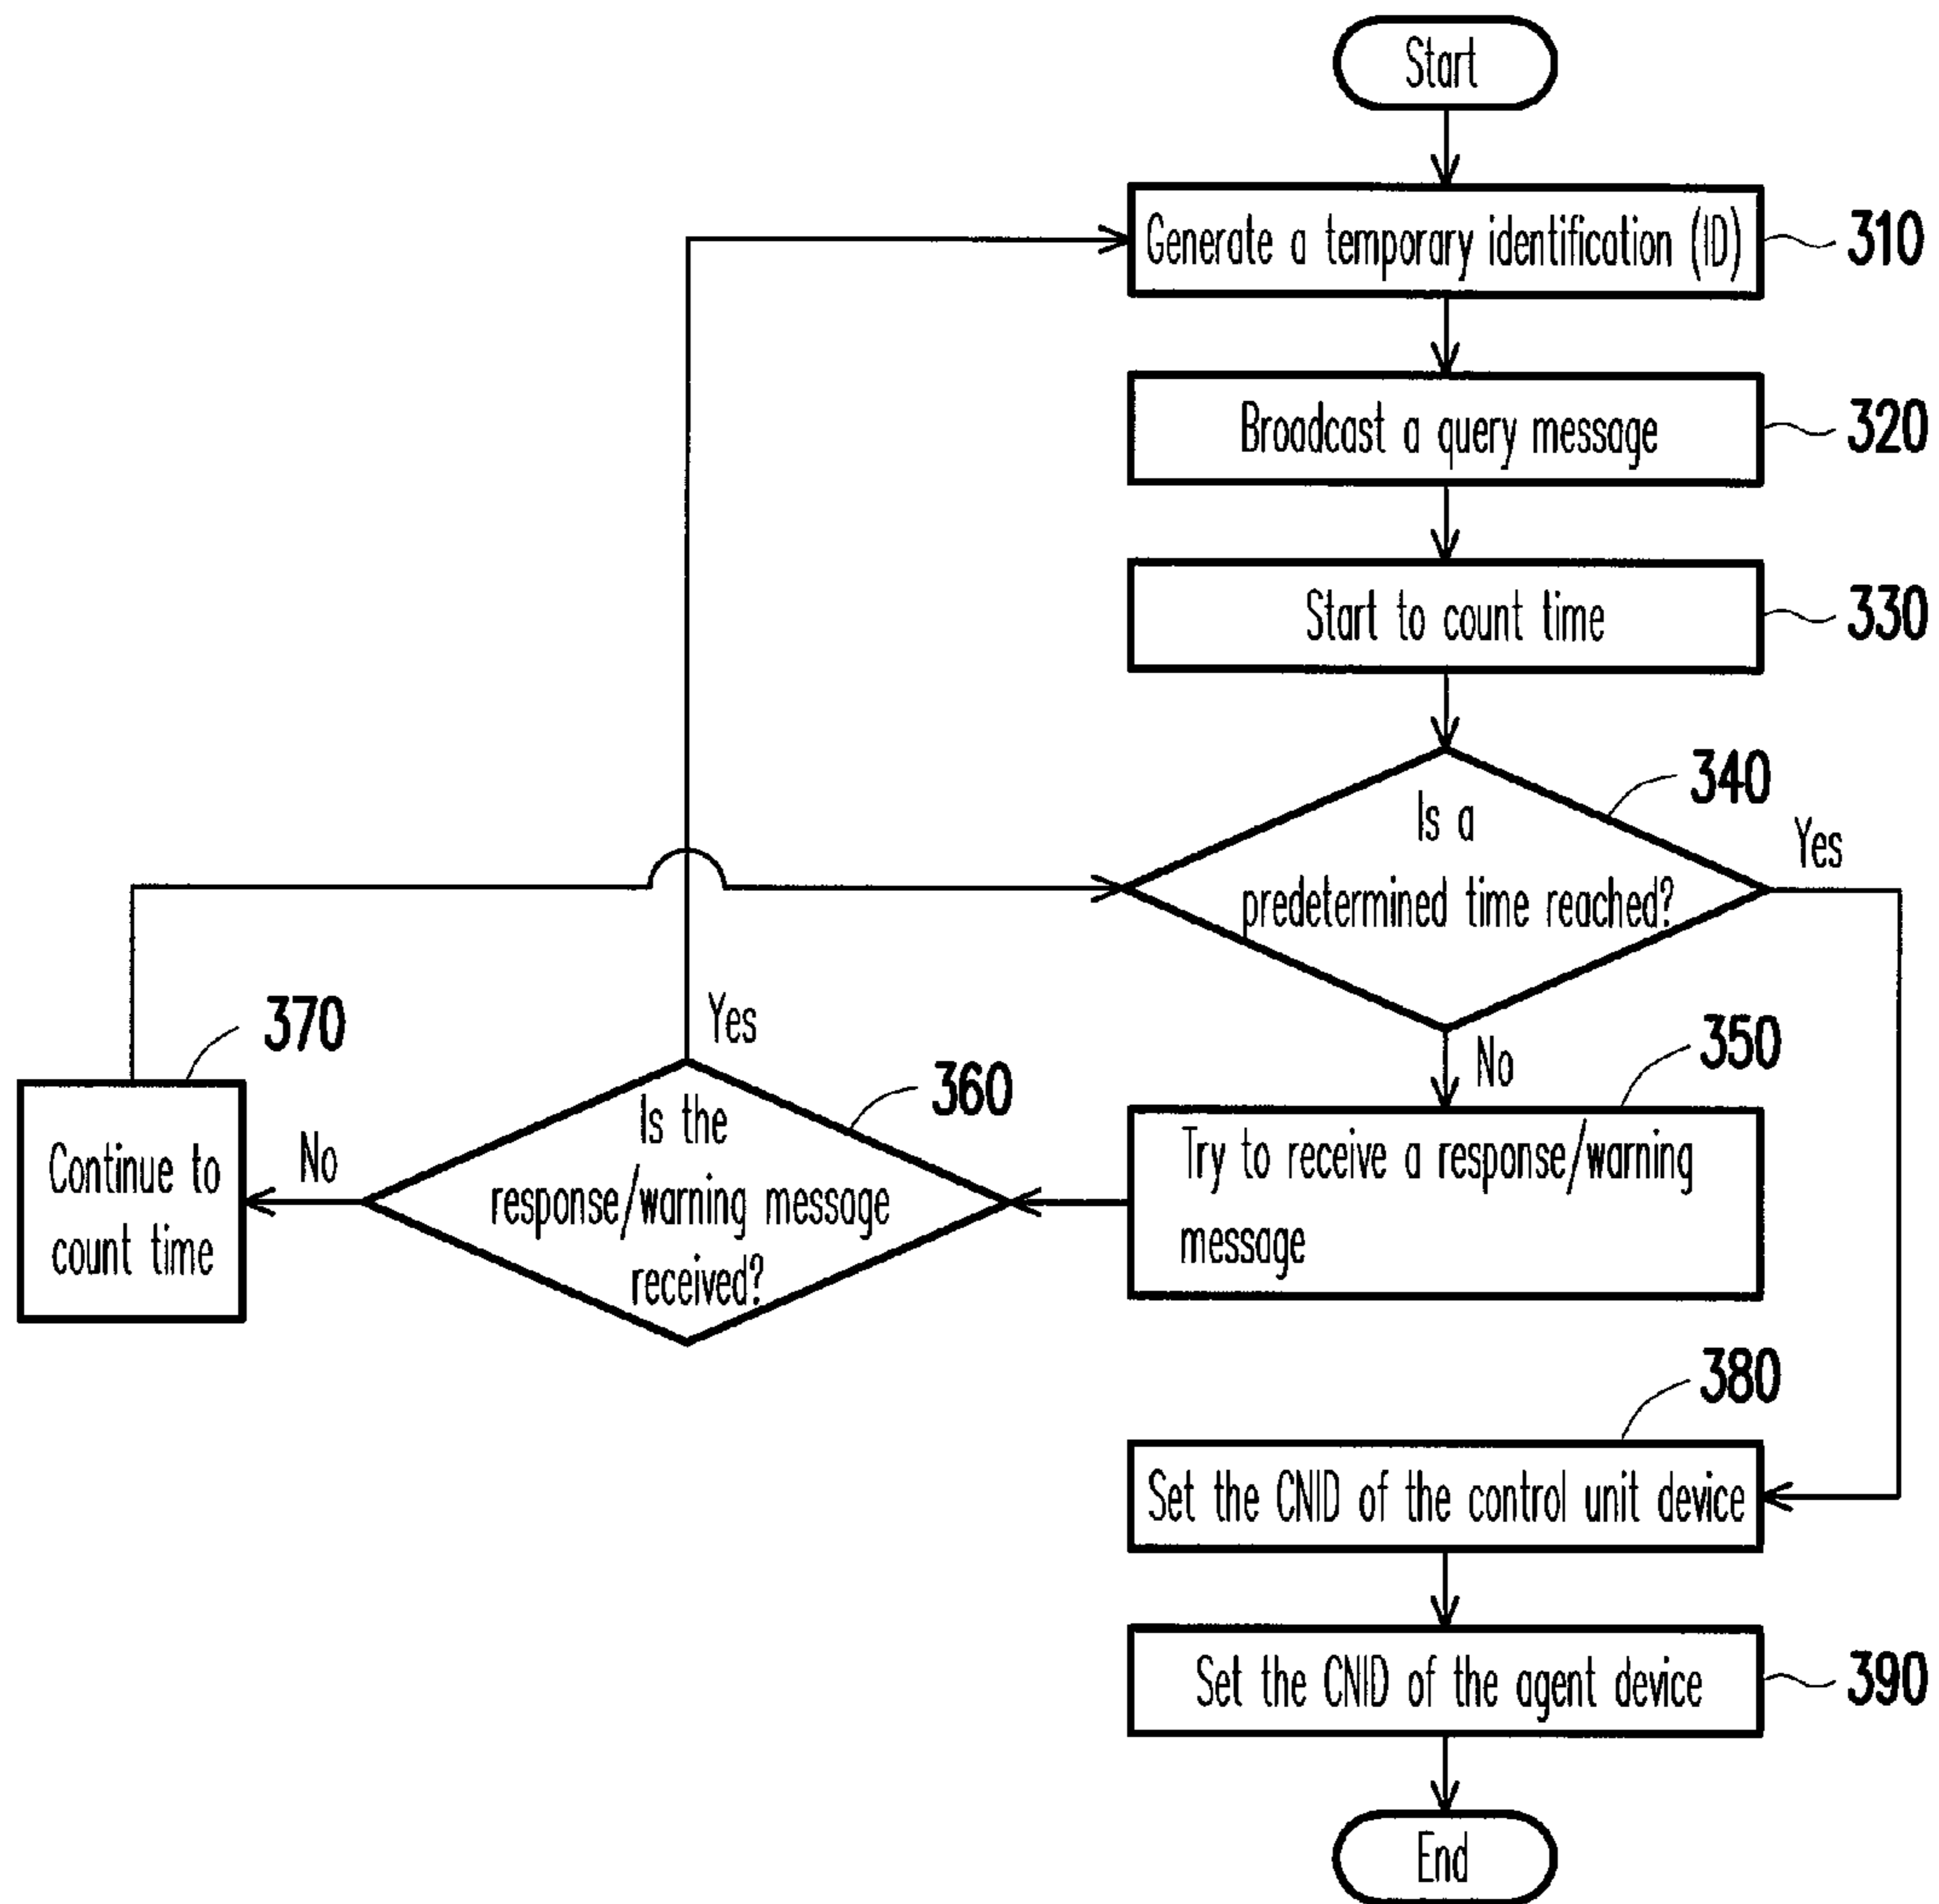 Start
Generate a temporary identification (ID)
310
Broadcast a query message
320
Start to count time
330
340
Is a
predetermined time reached?
Yes
No
350
Try to receive a response/warning
message
360
Is the
response/warning message
received?
Yes
No
370
Continue to
count time
380
Set the CNID of the control unit device
Set the CNID of the agent device
390
End